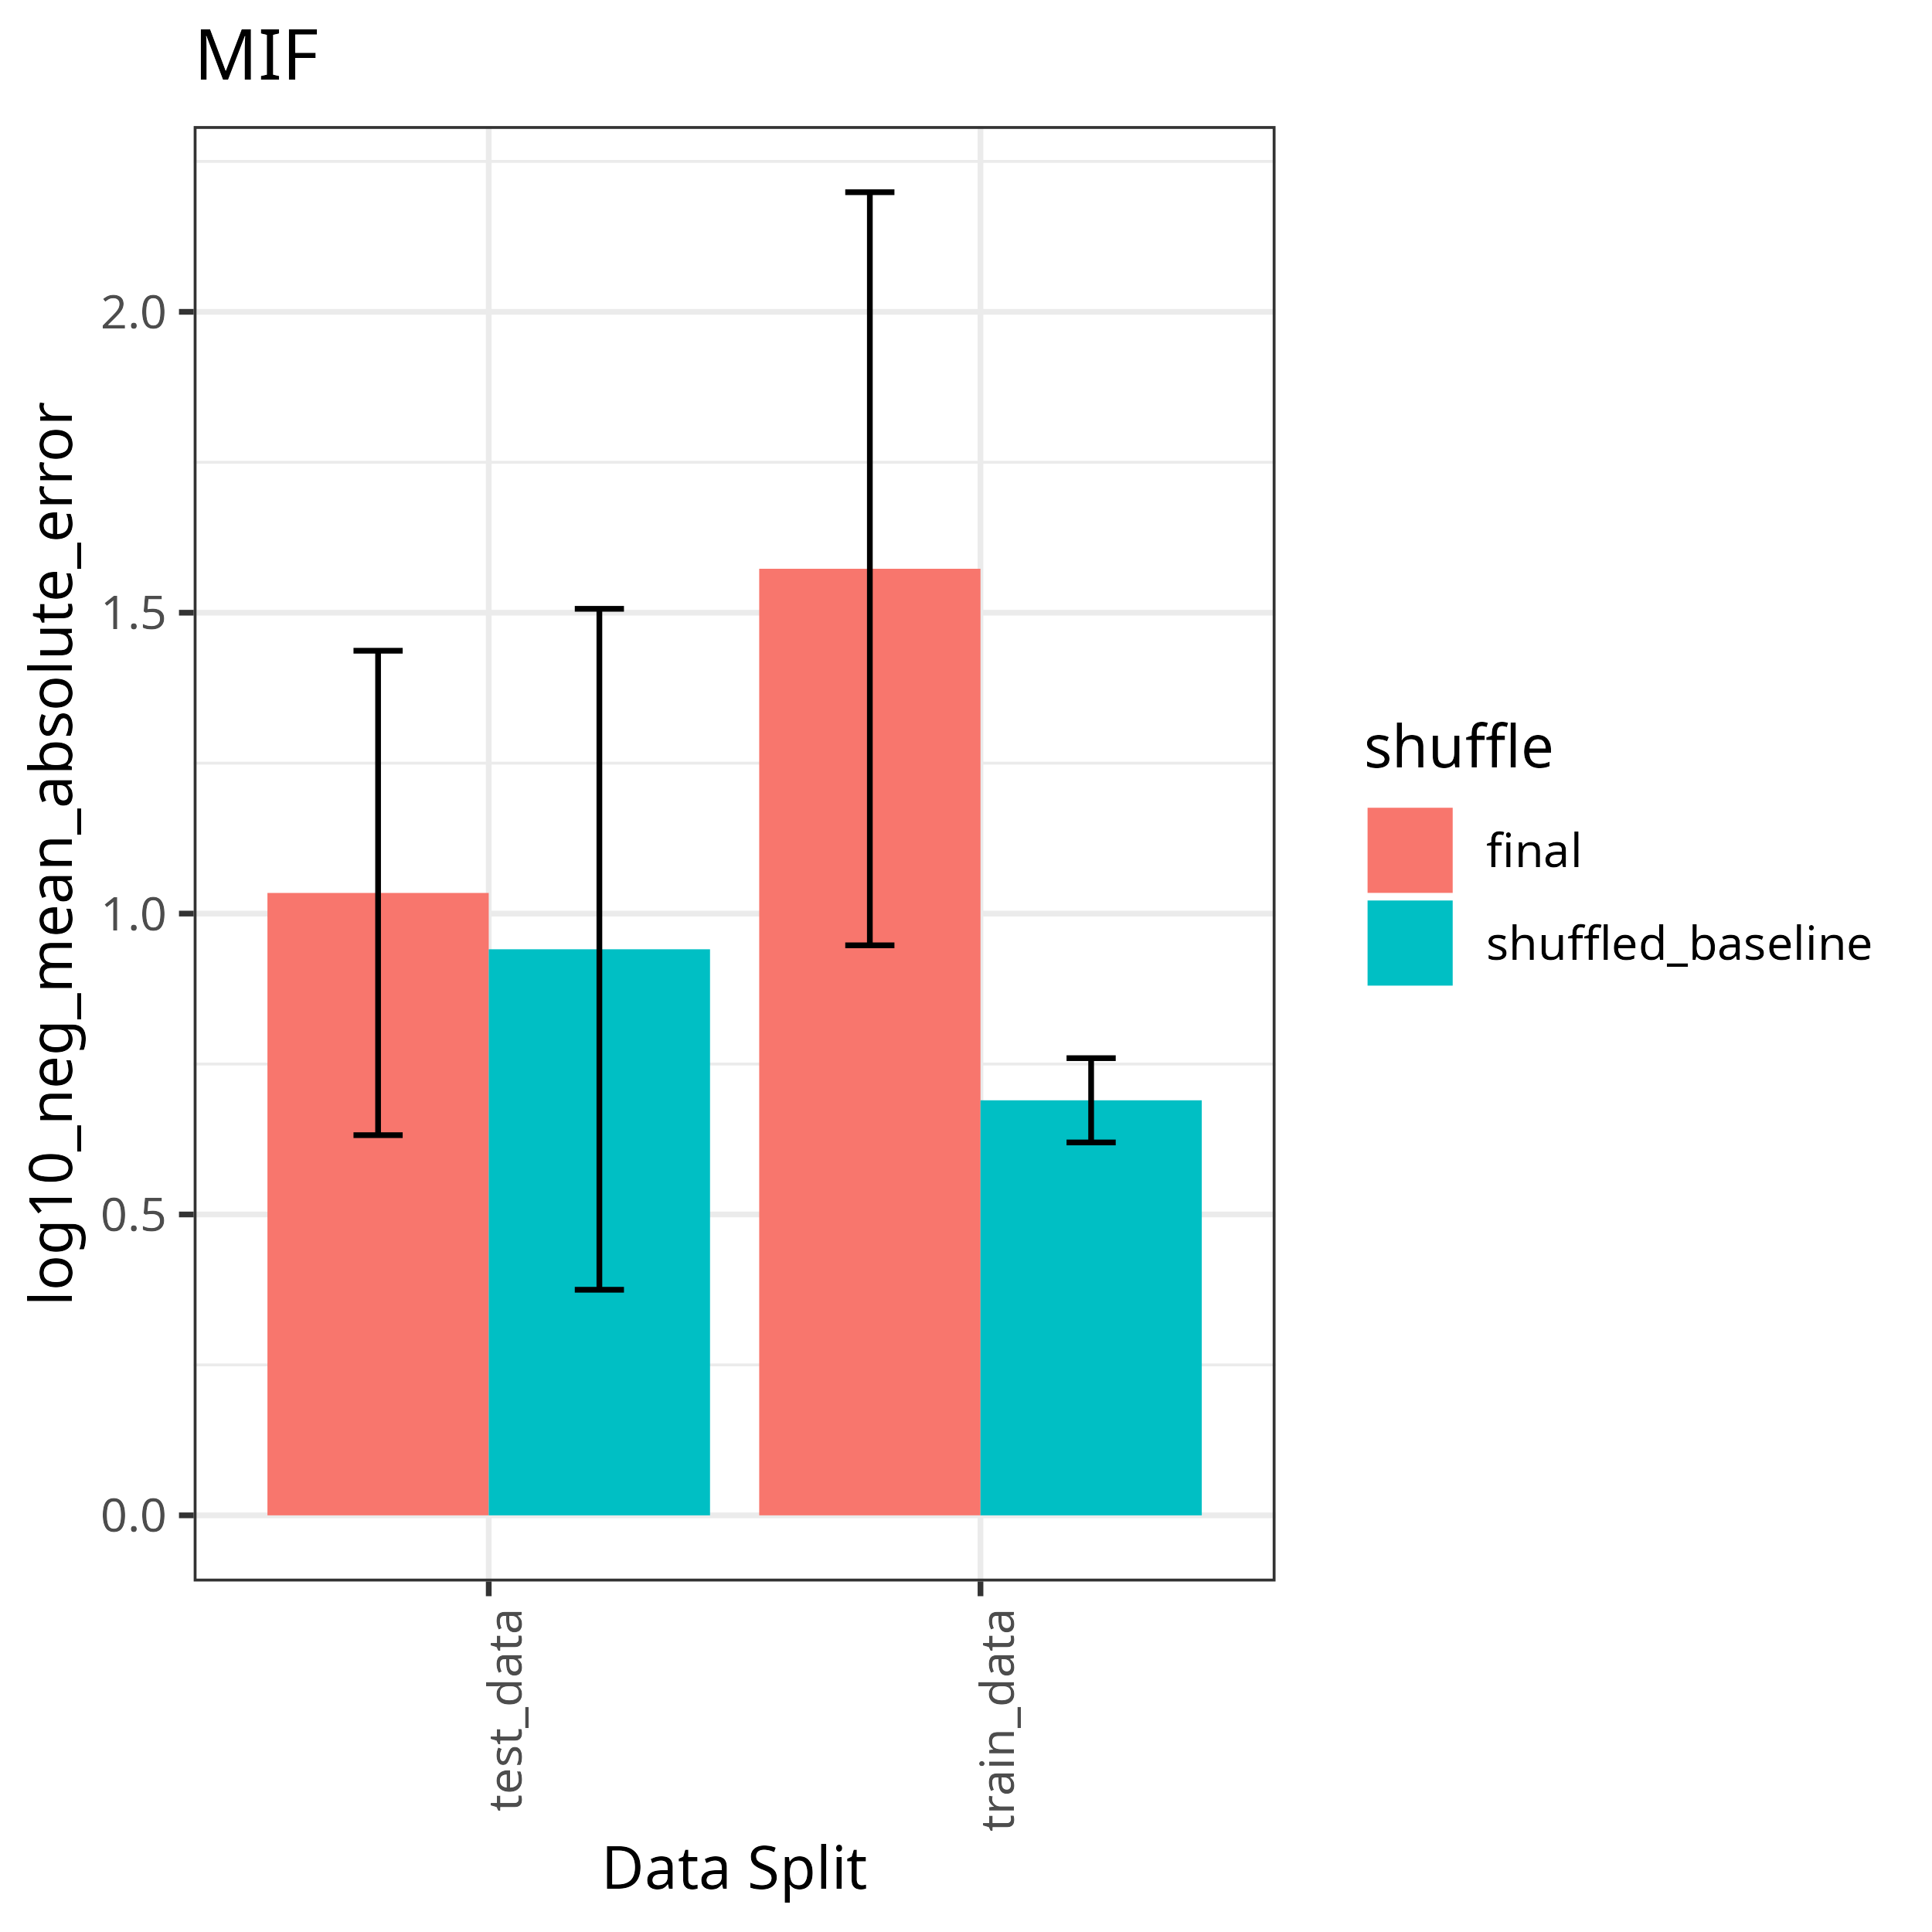 MIF
log10_neg_mean_absolute_error
2.0
1.5
1.0
0.5
0.0
test_data
train_data
Data Split
shuffle
final
shuffled_baseline